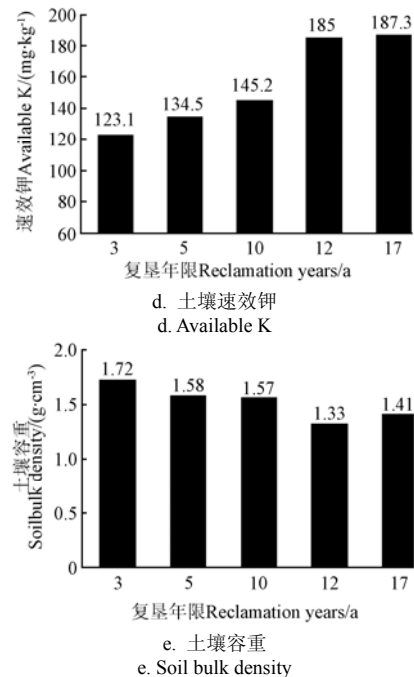 200
180
160
140
120
100
80
60
速效钾Available K/(mg·kg⁻¹)
123.1
134.5
145.2
185
187.3
3 5 10 12 17
复垦年限Reclamation years/a
d. 土壤速效钾
d. Available K
2.0
1.5
1.0
0.5
0
土壤容重
Soilbulk density/(g·cm⁻³)
1.72
1.58
1.57
1.33
1.41
3 5 10 12 17
复垦年限Reclamation years/a
e. 土壤容重
e. Soil bulk density